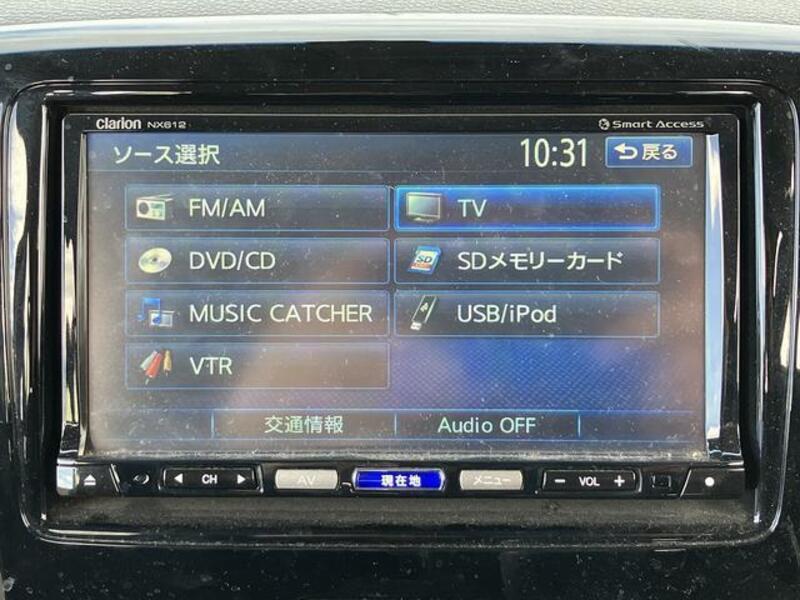 clarion NX612
Smart Access
ソース選択
10:31
戻る
FM/AM
TV
DVD/CD
SD
SDメモリーカード
MUSIC CATCHER
USB/iPod
VTR
交通情報
Audio OFF
CH
AV
現在地
メニュー
− VOL +